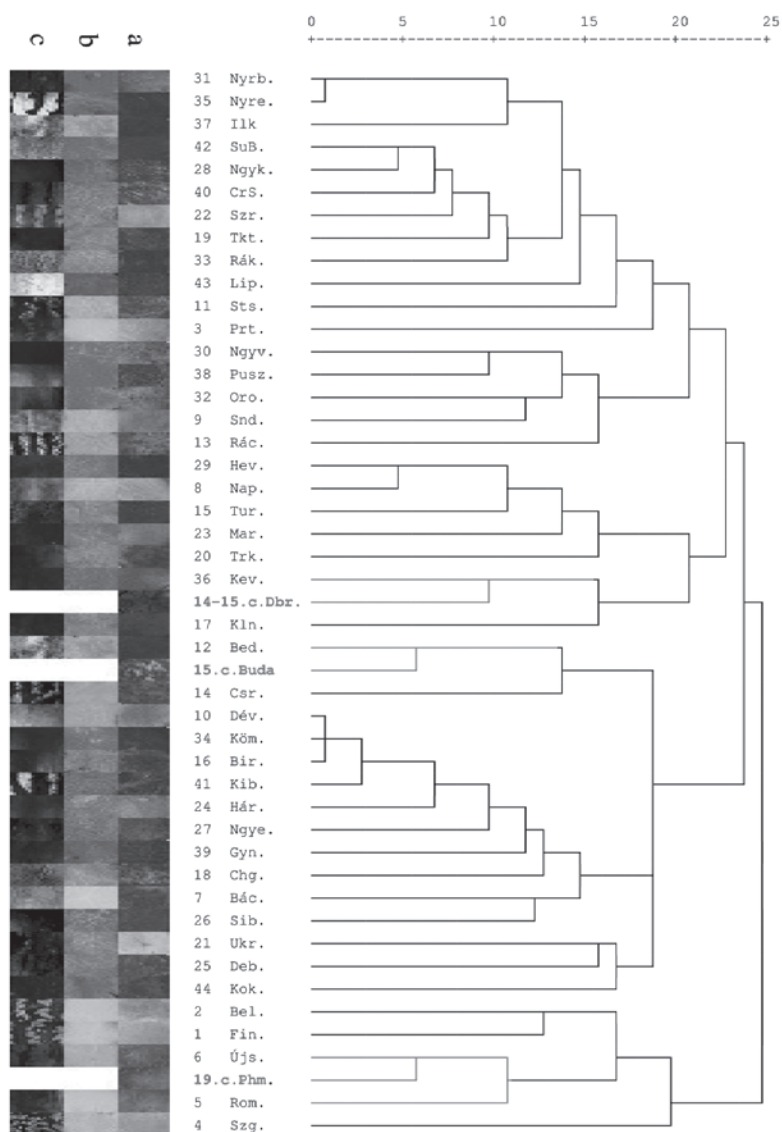 c b a
0 5 10 15 20 25
31 Nyrb.
35 Nyre.
37 Ilk
42 SuB.
28 Ngyk.
40 CrS.
22 Szr.
19 Tkt.
33 Rák.
43 Lip.
11 Sts.
3 Prt.
30 Ngyv.
38 Pusz.
32 Oro.
9 Snd.
13 Rác.
29 Hev.
8 Nap.
15 Tur.
23 Mar.
20 Trk.
36 Kev.
14-15.c.Dbr.
17 Kln.
12 Bed.
15.c.Buda
14 Csr.
10 Dév.
34 Köm.
16 Bir.
41 Kib.
24 Hár.
27 Ngye.
39 Gyn.
18 Chg.
7 Bác.
26 Sib.
21 Ukr.
25 Deb.
44 Kok.
2 Bel.
1 Fin.
6 Újs.
19.c.Phm.
5 Rom.
4 Szg.